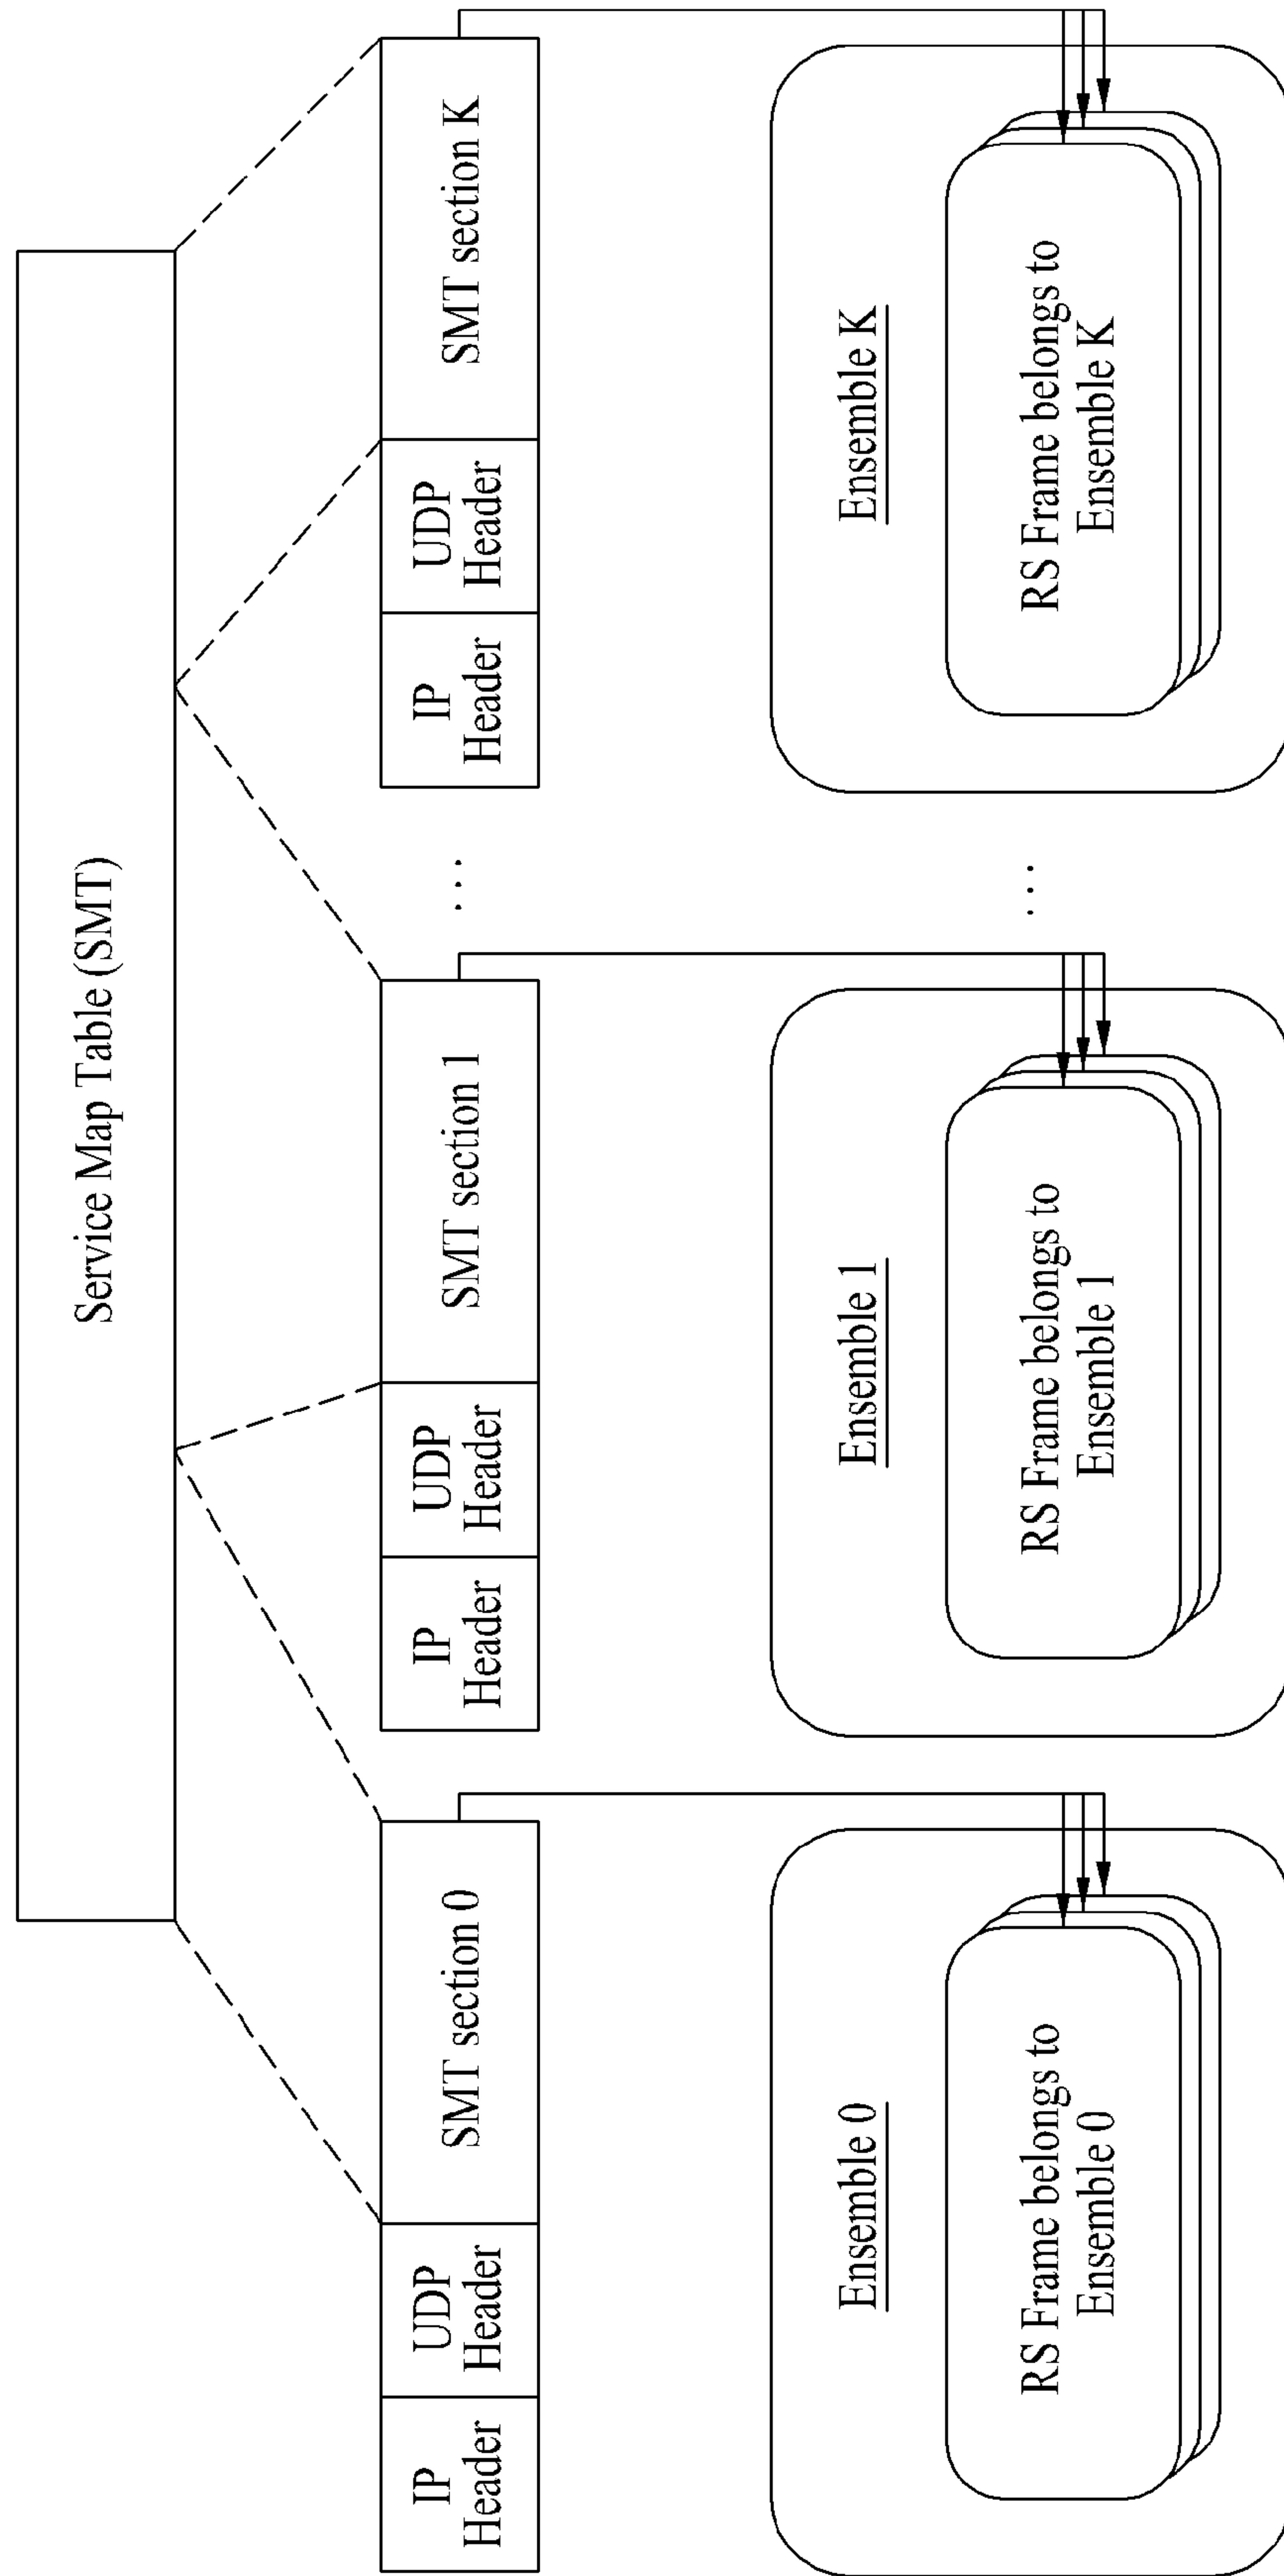 Service Map Table (SMT)
IP
Header
UDP
Header
SMT section 0
IP
Header
UDP
Header
SMT section 1
...
IP
Header
UDP
Header
SMT section K
Ensemble 0
RS Frame belongs to
Ensemble 0
Ensemble 1
RS Frame belongs to
Ensemble 1
...
Ensemble K
RS Frame belongs to
Ensemble K